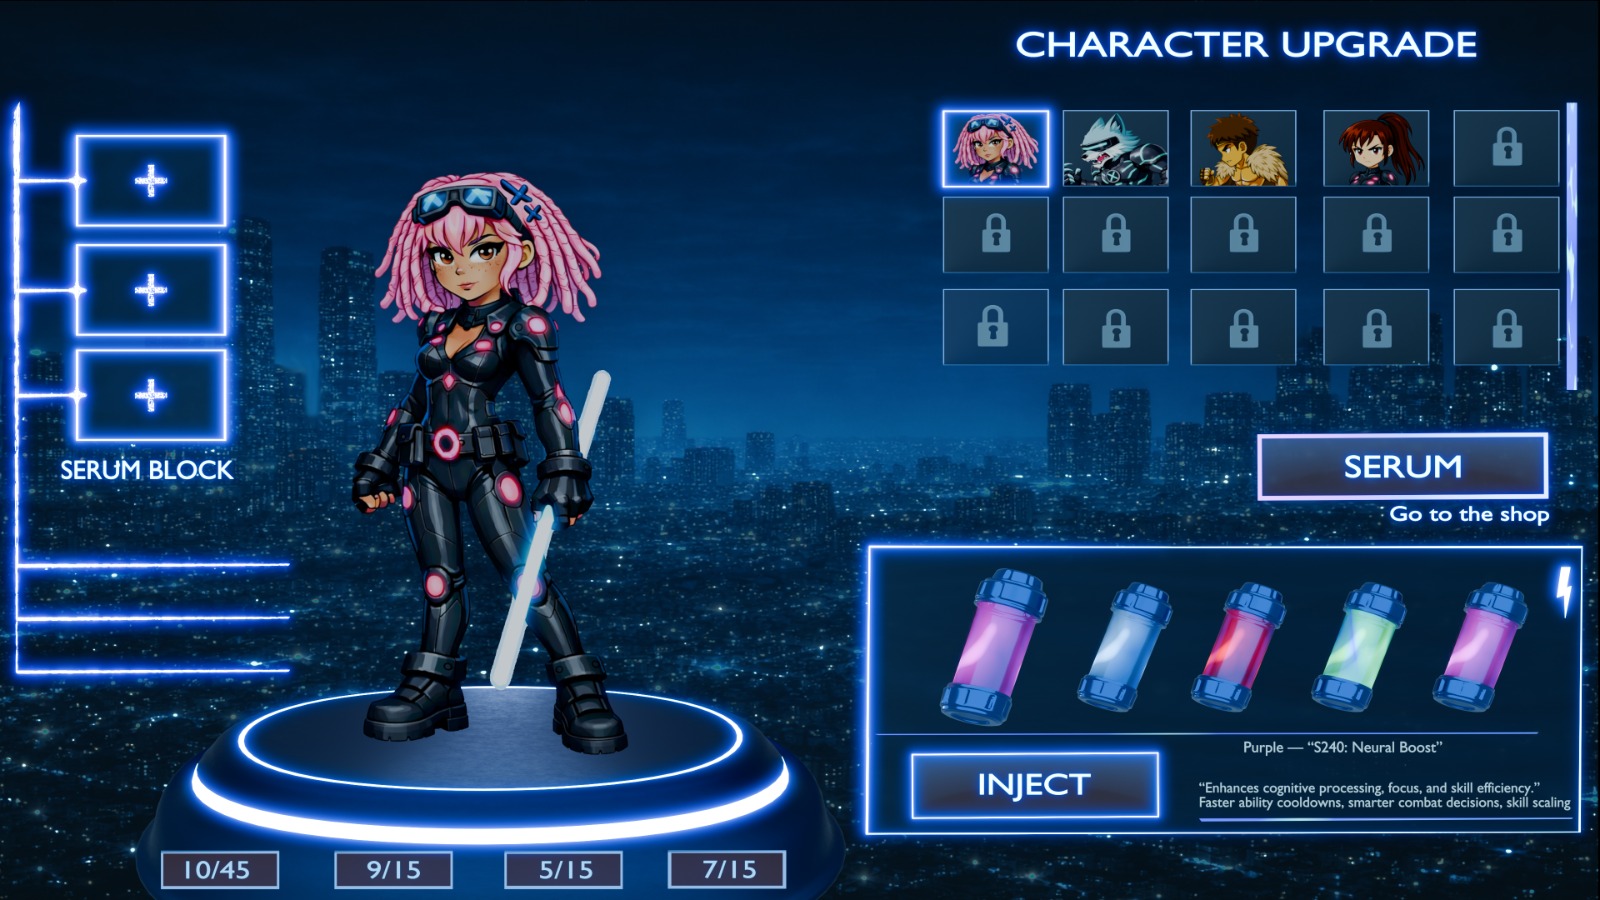 CHARACTER UPGRADE
SERUM BLOCK
SERUM
Go to the shop
Purple — “S240: Neural Boost”
INJECT
“Enhances cognitive processing, focus, and skill efficiency.”
Faster ability cooldowns, smarter combat decisions, skill scaling
10/45
9/15
5/15
7/15